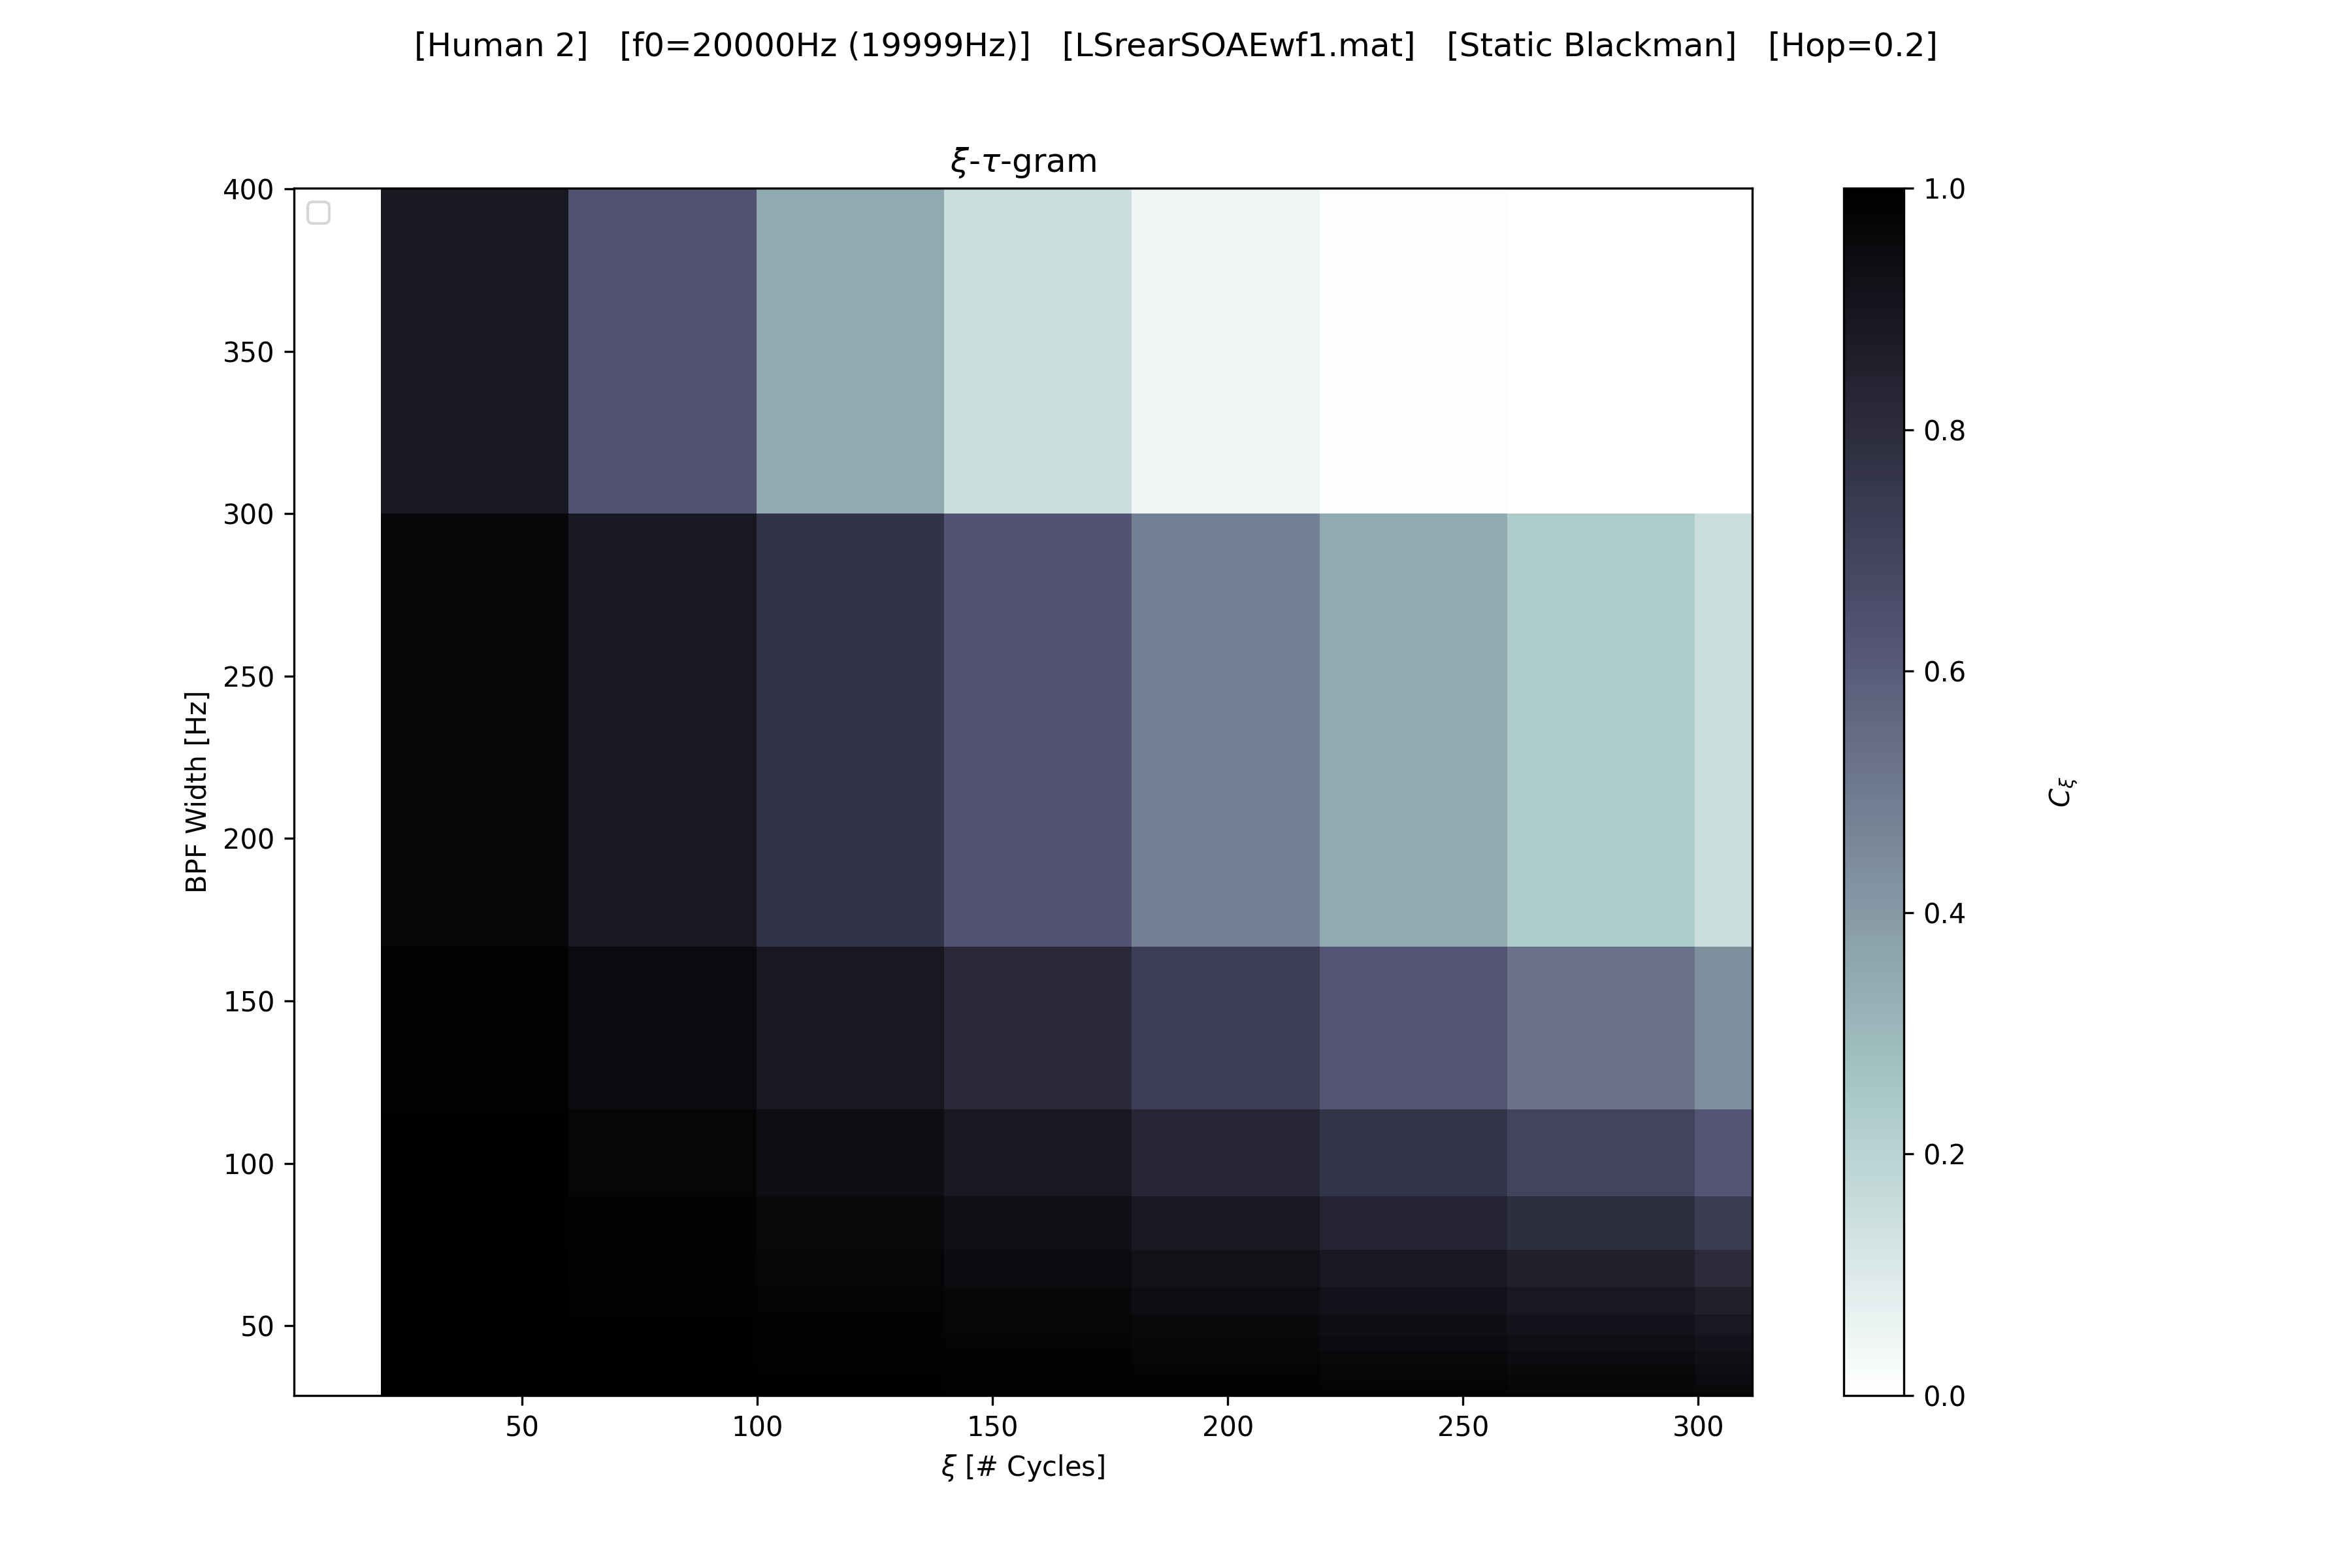 [Human 2]   [f0=20000Hz (19999Hz)]   [LSrearSOAEwf1.mat]   [Static Blackman]   [Hop=0.2]
ξ-τ-gram
400
350
300
250
200
150
100
50
BPF Width [Hz]
50 100 150 200 250 300
ξ [# Cycles]
1.0
0.8
0.6
0.4
0.2
0.0
C_ξ